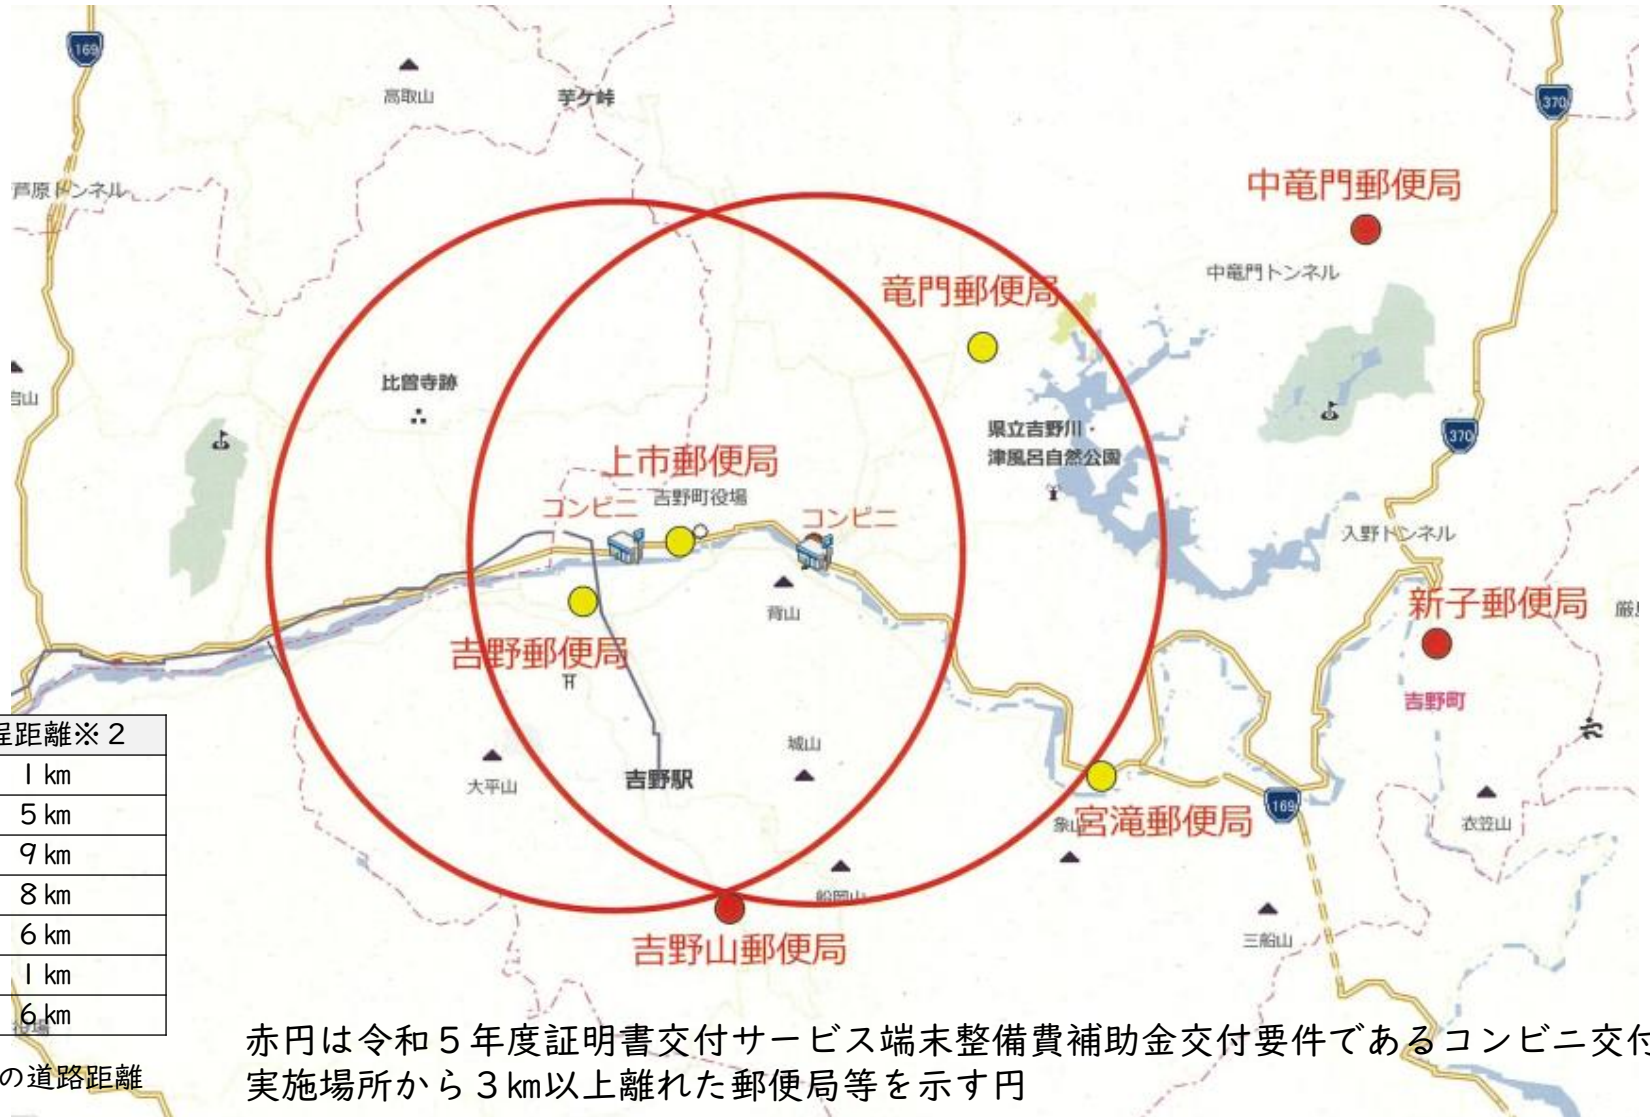 169
高取山
芋ケ峠
370
芦原トンネル
中竜門郵便局
中竜門トンネル
竜門郵便局
比曽寺跡
県立吉野川・
津風呂自然公園
370
上市郵便局
吉野町役場
コンビニ
コンビニ
入野トンネル
背山
新子郵便局
吉野郵便局
吉野町
程距離※2
1km
5km
9km
8km
6km
1km
6km
の道路距離
城山
大平山
吉野駅
169
象山
宮滝郵便局
衣笠山
船岡山
吉野山郵便局
三船山
役場
赤円は令和5年度証明書交付サービス端末整備費補助金交付要件であるコンビニ交付
実施場所から3km以上離れた郵便局等を示す円